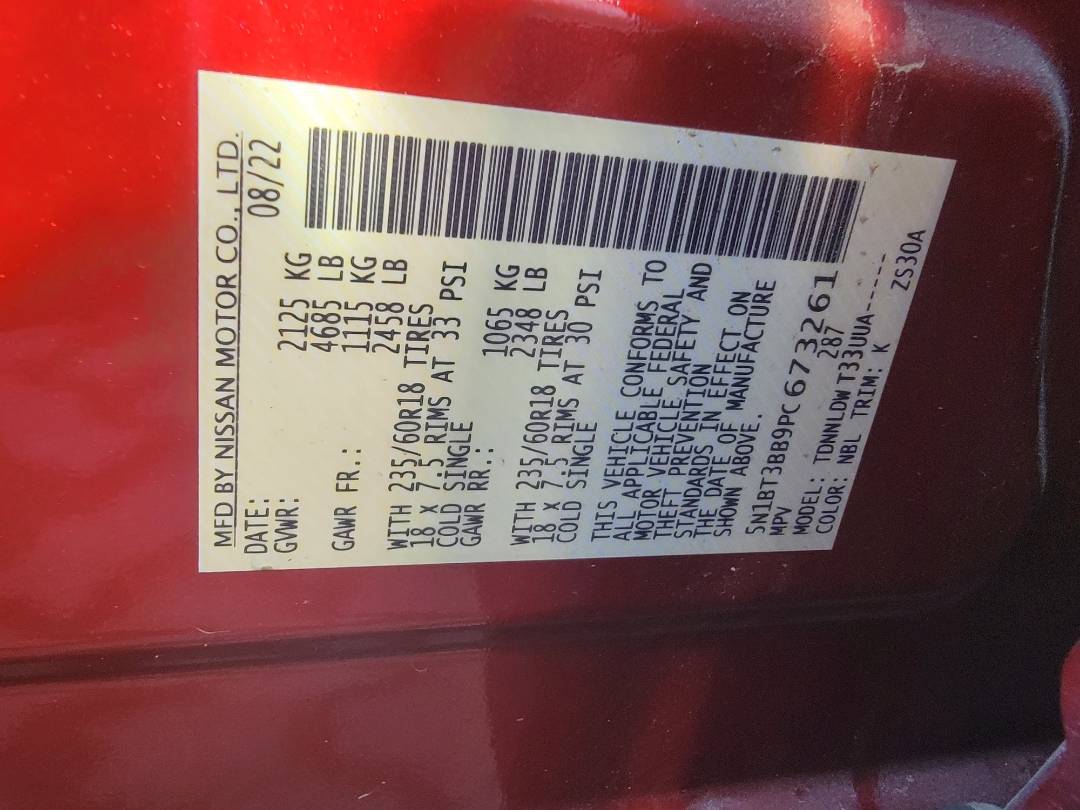 MFD BY NISSAN MOTOR CO., LTD.
DATE: 08/22
GVWR: 2125 KG
4685 LB
GAWR FR.: 1115 KG
2458 LB
WITH 235/60R18 TIRES
18 X 7.5 RIMS AT 33 PSI
COLD SINGLE
GAWR RR.: 1065 KG
2348 LB
WITH 235/60R18 TIRES
18 X 7.5 RIMS AT 30 PSI
COLD SINGLE
THIS VEHICLE CONFORMS TO
ALL APPLICABLE FEDERAL
MOTOR VEHICLE SAFETY AND
THEFT PREVENTION
STANDARDS IN EFFECT ON
THE DATE OF MANUFACTURE
SHOWN ABOVE.
5N1BT3BB9PC673261
MPV 287
MODEL: TDNNLDW T33UUA------
COLOR: NBL TRIM: K ZS30A